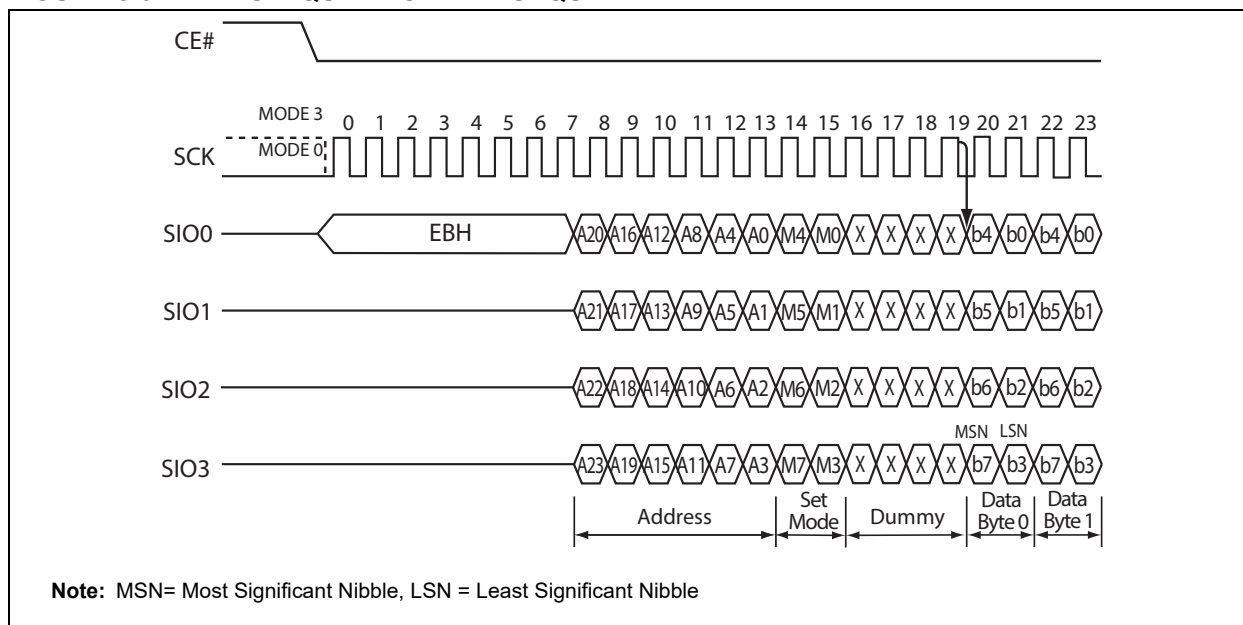 CE#
MODE 3
0 1 2 3 4 5 6 7 8 9 10 11 12 13 14 15 16 17 18 19 20 21 22 23
MODE 0
SCK
SIO0 EBH A20 A16 A12 A8 A4 A0 M4 M0 X X X X b4 b0 b4 b0
SIO1 A21 A17 A13 A9 A5 A1 M5 M1 X X X X b5 b1 b5 b1
SIO2 A22 A18 A14 A10 A6 A2 M6 M2 X X X X b6 b2 b6 b2
MSN LSN
SIO3 A23 A19 A15 A11 A7 A3 M7 M3 X X X X b7 b3 b7 b3
Address Set Mode Dummy Data Byte 0 Data Byte 1
Note: MSN= Most Significant Nibble, LSN = Least Significant Nibble